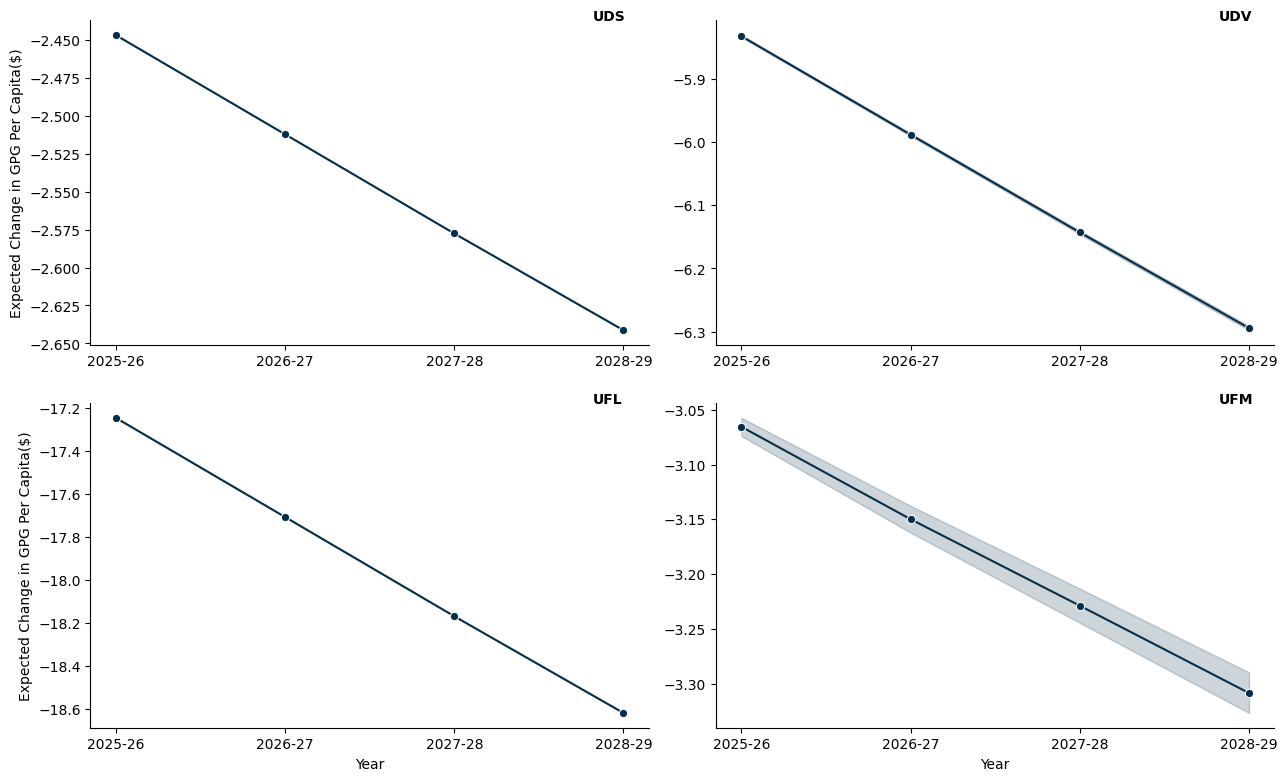 UDS
Expected Change in GPG Per Capita($)
−2.450
−2.475
−2.500
−2.525
−2.550
−2.575
−2.600
−2.625
−2.650
2025-26 2026-27 2027-28 2028-29
UDV
−5.9
−6.0
−6.1
−6.2
−6.3
2025-26 2026-27 2027-28 2028-29
UFL
Expected Change in GPG Per Capita($)
−17.2
−17.4
−17.6
−17.8
−18.0
−18.2
−18.4
−18.6
2025-26 2026-27 2027-28 2028-29
Year
UFM
−3.05
−3.10
−3.15
−3.20
−3.25
−3.30
2025-26 2026-27 2027-28 2028-29
Year